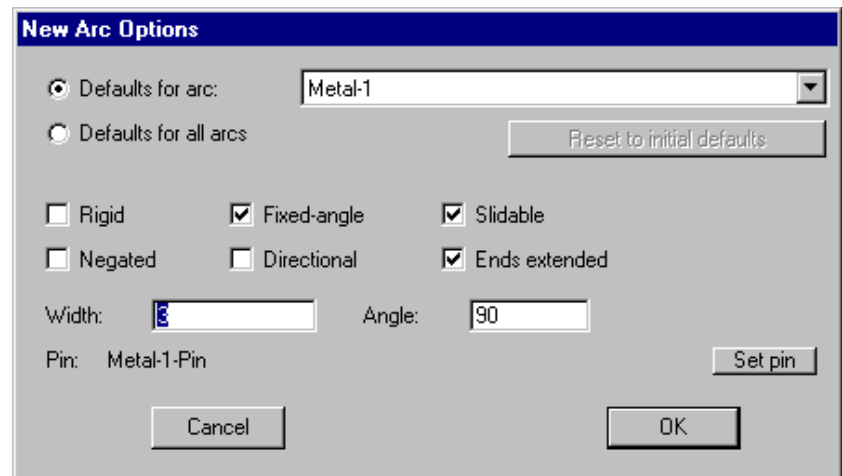 New Arc Options
Defaults for arc: Metal-1
Defaults for all arcs Reset to initial defaults
Rigid Fixed-angle Slidable
Negated Directional Ends extended
Width: 3 Angle: 90
Pin: Metal-1-Pin Set pin
Cancel OK